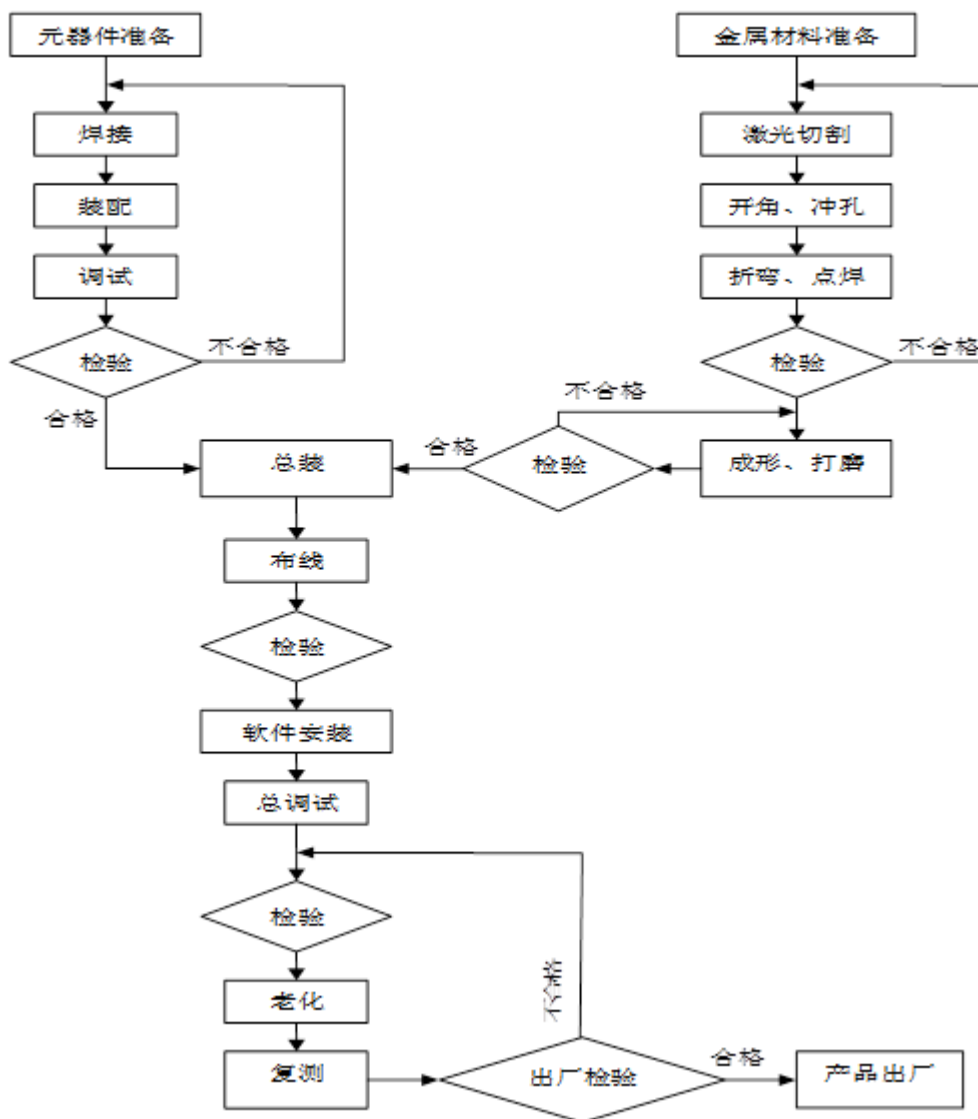 元器件准备
金属材料准备
焊接
激光切割
装配
开角、冲孔
调试
折弯、点焊
检验
不合格
检验
不合格
合格
不合格
总装
合格
检验
成形、打磨
布线
检验
软件安装
总调试
检验
不合格
老化
复测
出厂检验
合格
产品出厂